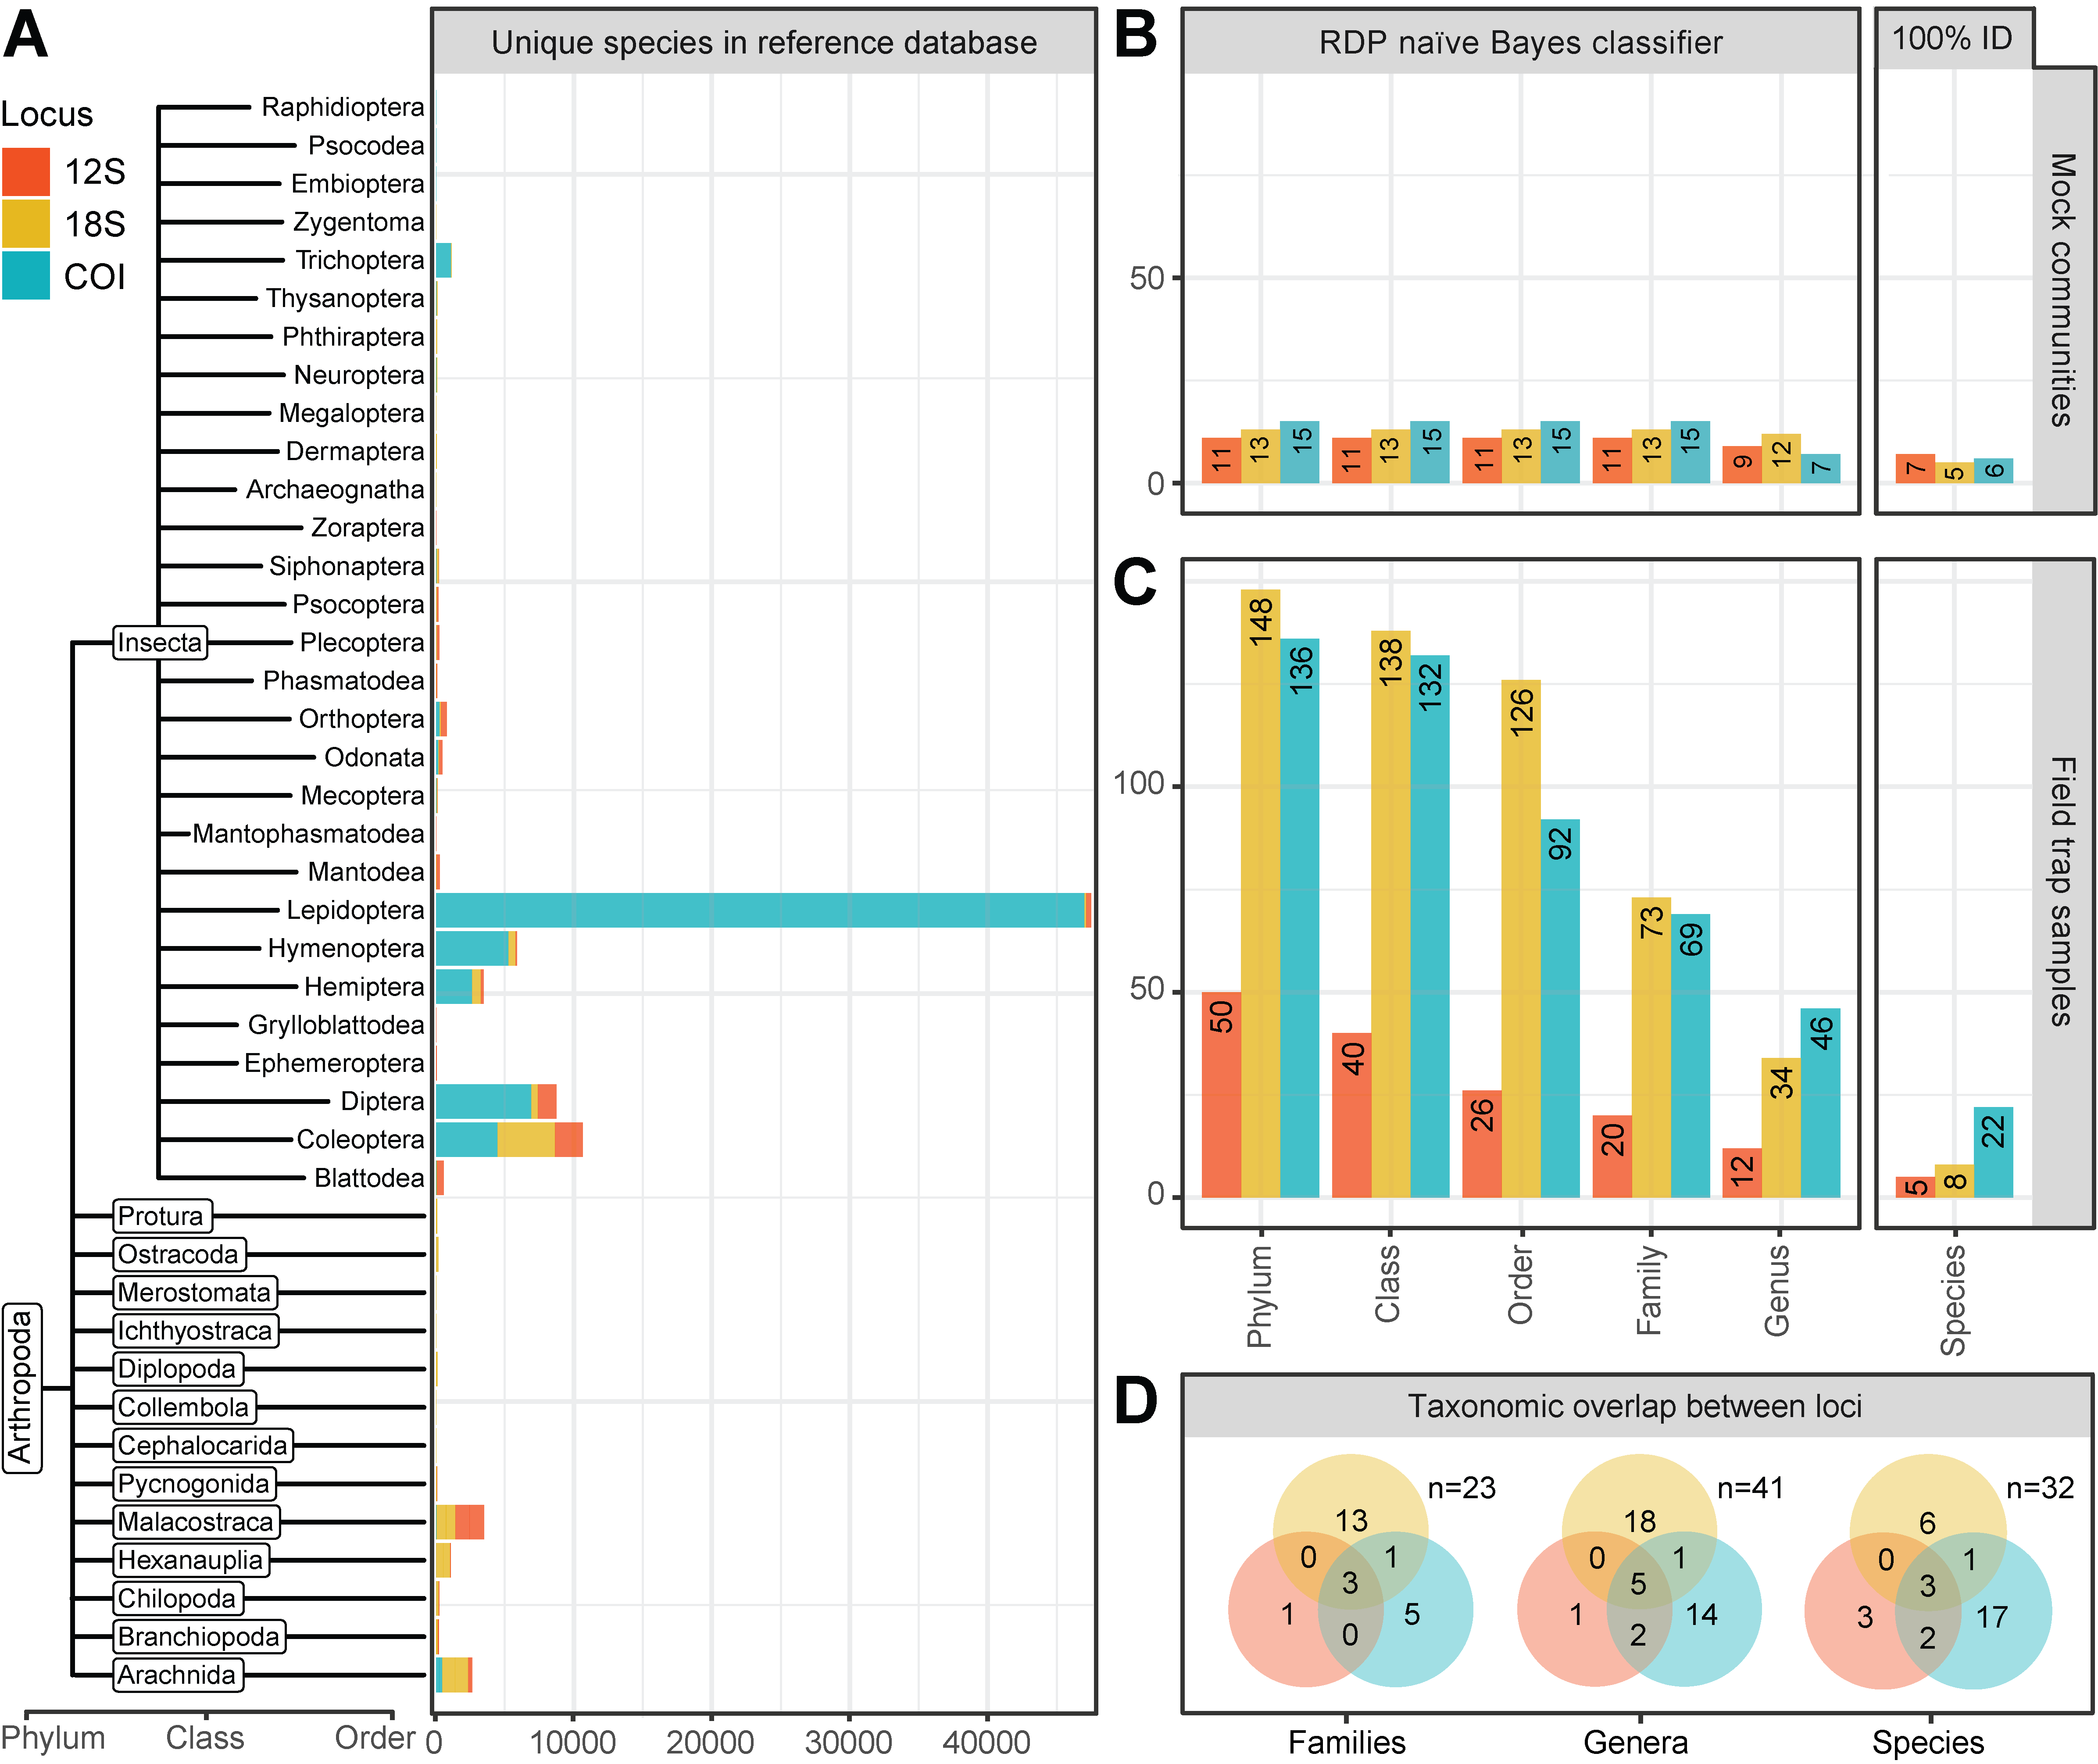 A
Unique species in reference database
Locus
12S
18S
COI
Raphidioptera
Psocodea
Embioptera
Zygentoma
Trichoptera
Thysanoptera
Phthiraptera
Neuroptera
Megaloptera
Dermaptera
Archaeognatha
Zoraptera
Siphonaptera
Psocoptera
Insecta
Plecoptera
Phasmatodea
Orthoptera
Odonata
Mecoptera
Mantophasmatodea
Mantodea
Lepidoptera
Hymenoptera
Hemiptera
Grylloblattodea
Ephemeroptera
Diptera
Coleoptera
Blattodea
Arthropoda
Protura
Ostracoda
Merostomata
Ichthyostraca
Diplopoda
Collembola
Cephalocarida
Pycnogonida
Malacostraca
Hexanauplia
Chilopoda
Branchiopoda
Arachnida
Phylum Class Order
0 10000 20000 30000 40000
B
RDP naïve Bayes classifier
100% ID
Mock communities
50
0
11 13 15 11 13 15 11 13 15 11 13 15 9 12 7 7 5 6
C
Field trap samples
100
50
0
50 148 136 40 138 132 26 126 92 20 73 69 12 34 46 5 8 22
Phylum Class Order Family Genus Species
D
Taxonomic overlap between loci
n=23
13
0 1
3
1 5
0
Families
n=41
18
0 1
5
1 14
2
Genera
n=32
6
0 1
3
3 17
2
Species